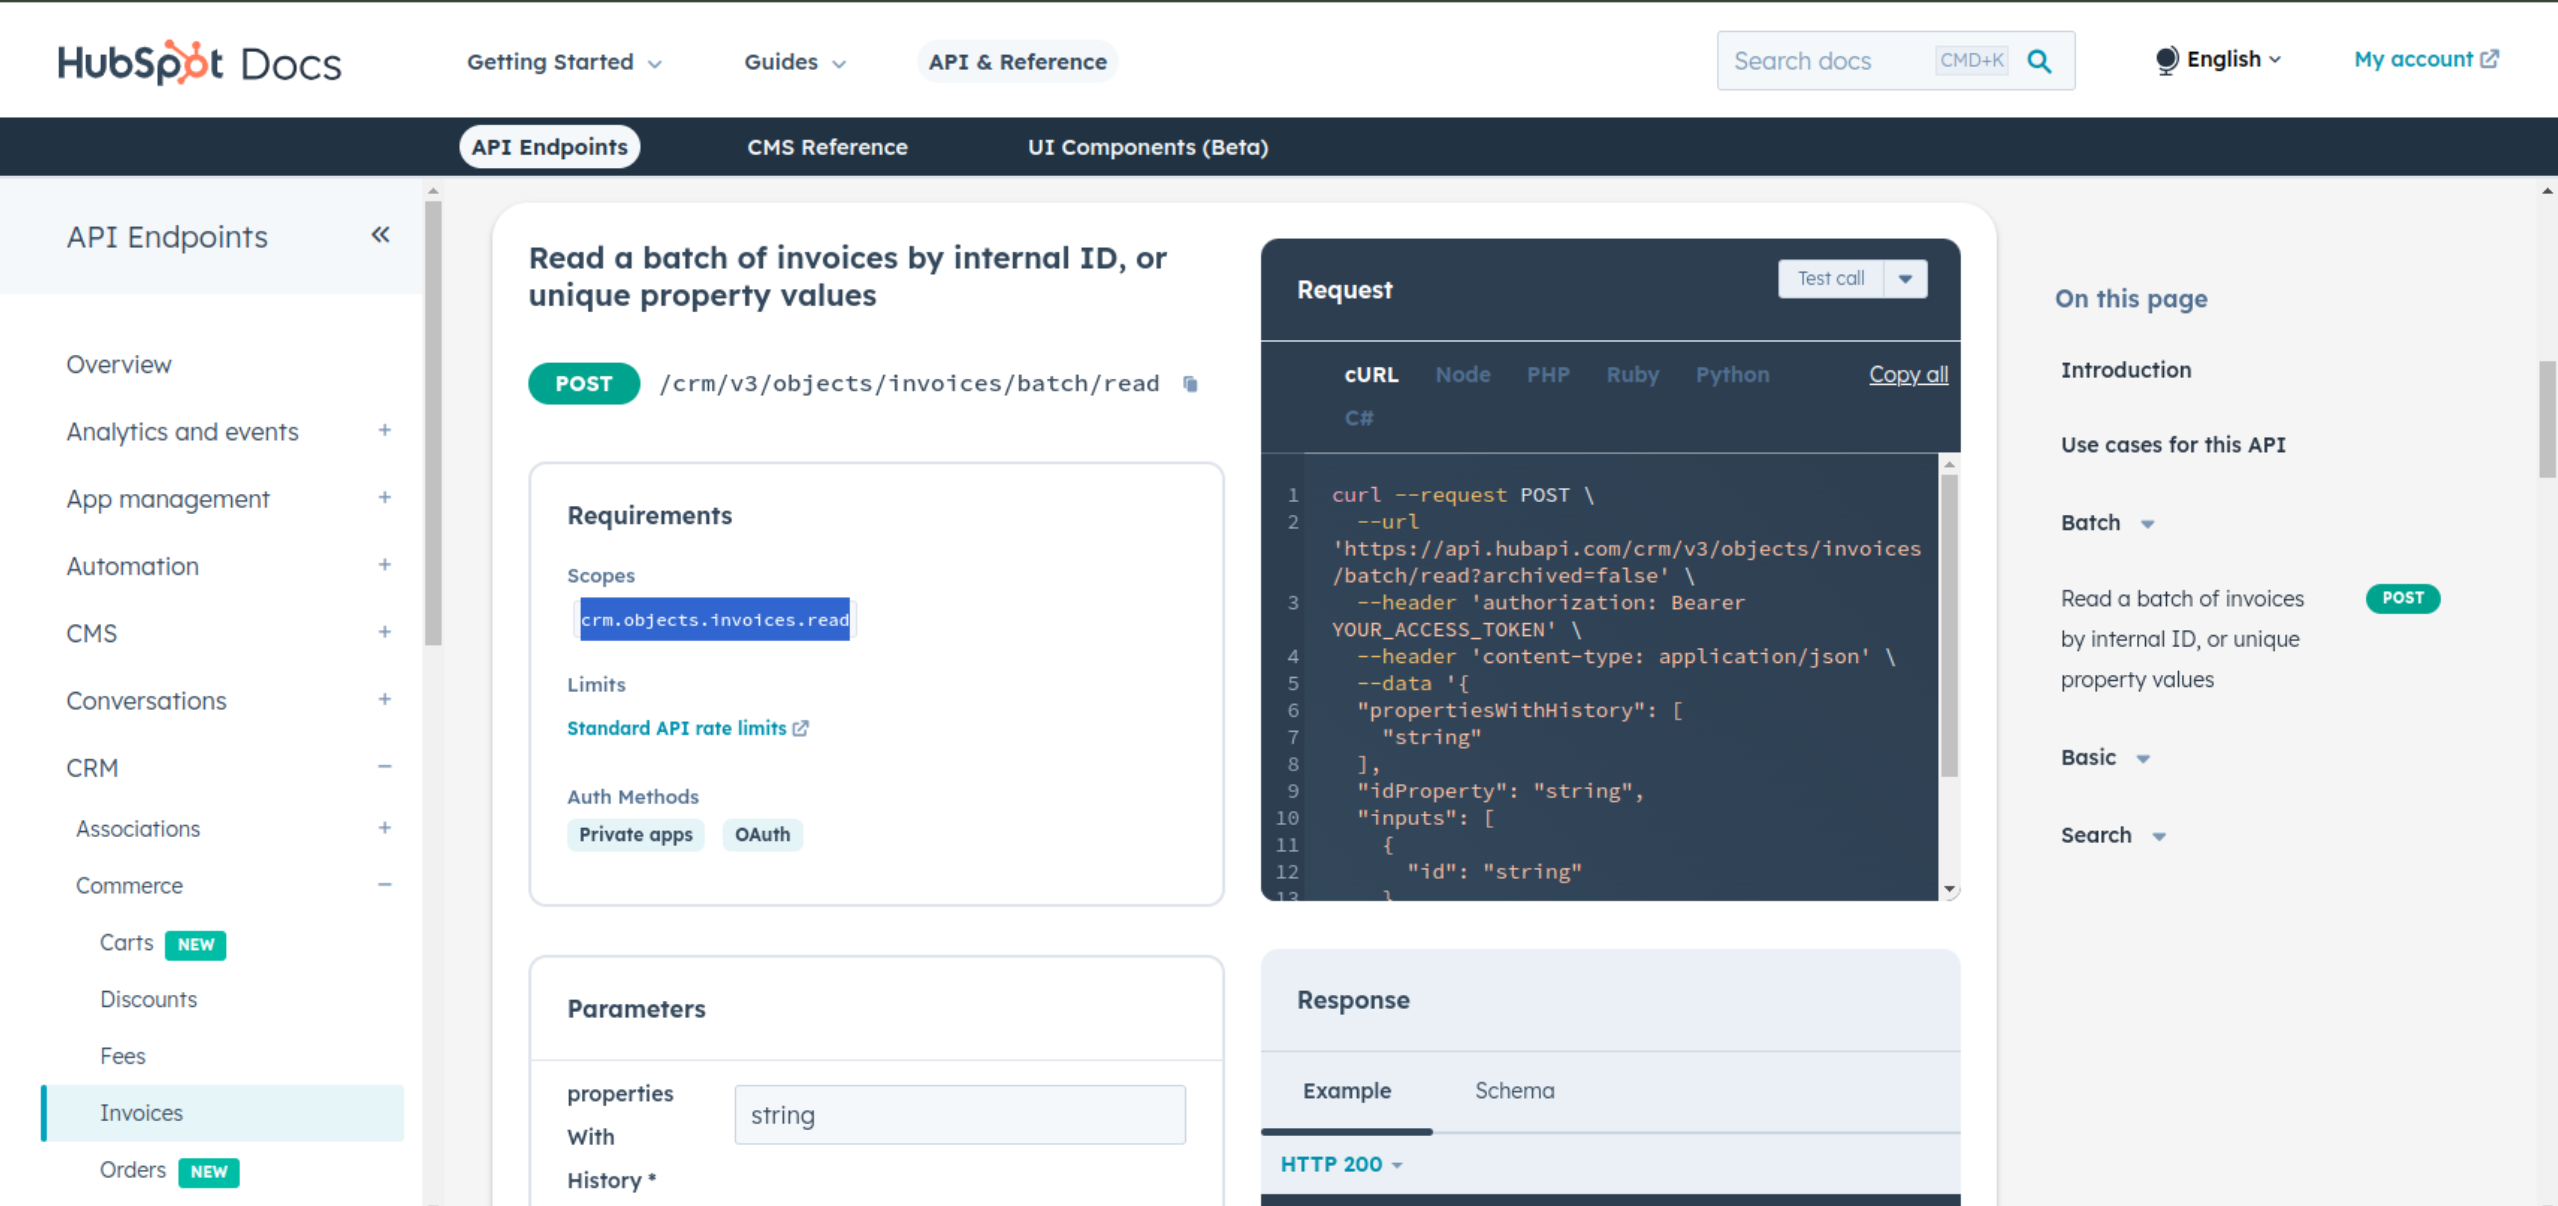 HubSpot Docs
Getting Started
Guides
API & Reference
Search docs
CMD+K
English
My account
API Endpoints
CMS Reference
UI Components (Beta)
API Endpoints
Overview
Analytics and events
App management
Automation
CMS
Conversations
CRM
Associations
Commerce
Carts NEW
Discounts
Fees
Invoices
Orders NEW
Read a batch of invoices by internal ID, or
unique property values
POST /crm/v3/objects/invoices/batch/read
Requirements
Scopes
crm.objects.invoices.read
Limits
Standard API rate limits
Auth Methods
Private apps OAuth
Parameters
properties
With
History *
string
Request
Test call
cURL Node PHP Ruby Python
C#
Copy all
1 curl --request POST \
2 --url
'https://api.hubapi.com/crm/v3/objects/invoices
/batch/read?archived=false' \
3 --header 'authorization: Bearer
YOUR_ACCESS_TOKEN' \
4 --header 'content-type: application/json' \
5 --data '{
6 "propertiesWithHistory": [
7 "string"
8 ],
9 "idProperty": "string",
10 "inputs": [
11 {
12 "id": "string"
13 }
Response
Example
Schema
HTTP 200
On this page
Introduction
Use cases for this API
Batch
Read a batch of invoices
by internal ID, or unique
property values
POST
Basic
Search